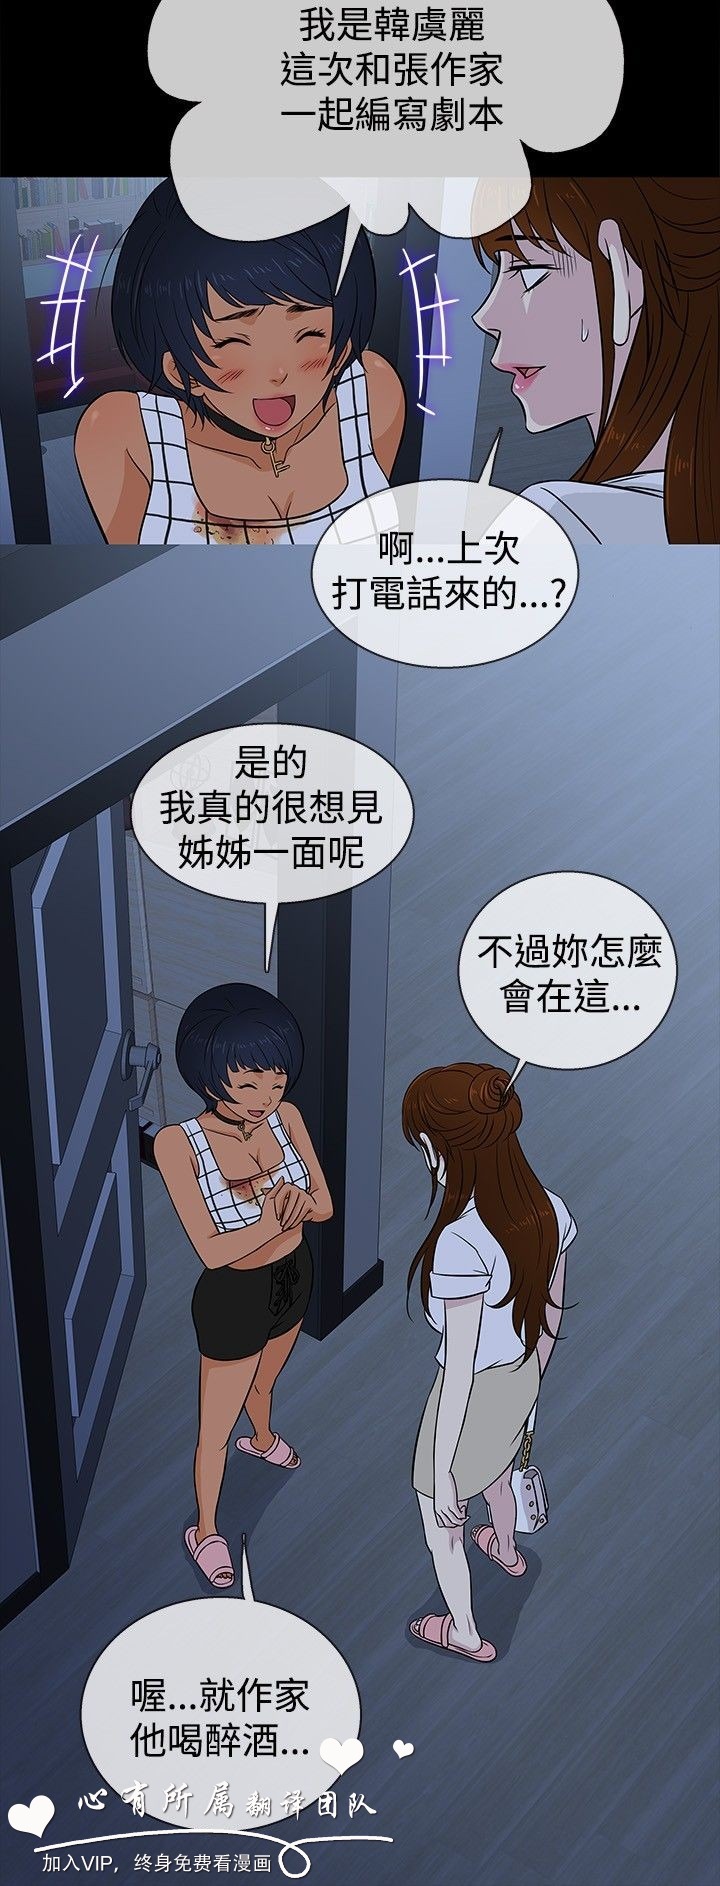 我是韓虞麗
這次和張作家
一起編寫劇本
啊...上次
打電話來的...?
是的
我真的很想見
姊姊一面呢
不過妳怎麼
會在這...
喔...就作家
他喝醉酒...
心有所属翻译团队
加入VIP，终身免费看漫画